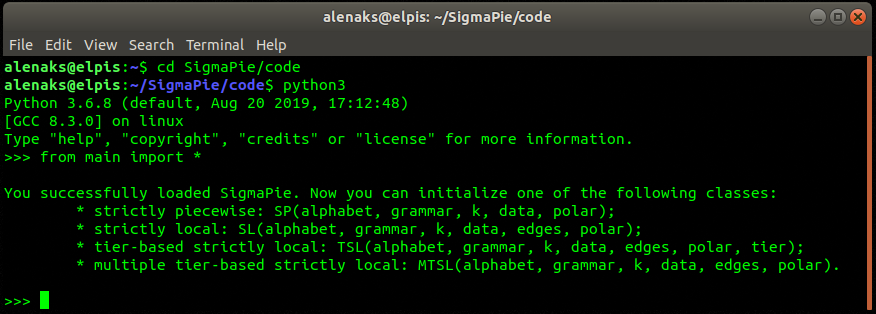 alenaks@elpis: ~/SigmaPie/code
File Edit View Search Terminal Help
alenaks@elpis:~$ cd SigmaPie/code
alenaks@elpis:~/SigmaPie/code$ python3
Python 3.6.8 (default, Aug 20 2019, 17:12:48)
[GCC 8.3.0] on linux
Type "help", "copyright", "credits" or "license" for more information.
>>> from main import *
You successfully loaded SigmaPie. Now you can initialize one of the following classes:
* strictly piecewise: SP(alphabet, grammar, k, data, polar);
* strictly local: SL(alphabet, grammar, k, data, edges, polar);
* tier-based strictly local: TSL(alphabet, grammar, k, data, edges, polar, tier);
* multiple tier-based strictly local: MTSL(alphabet, grammar, k, data, edges, polar).
>>>